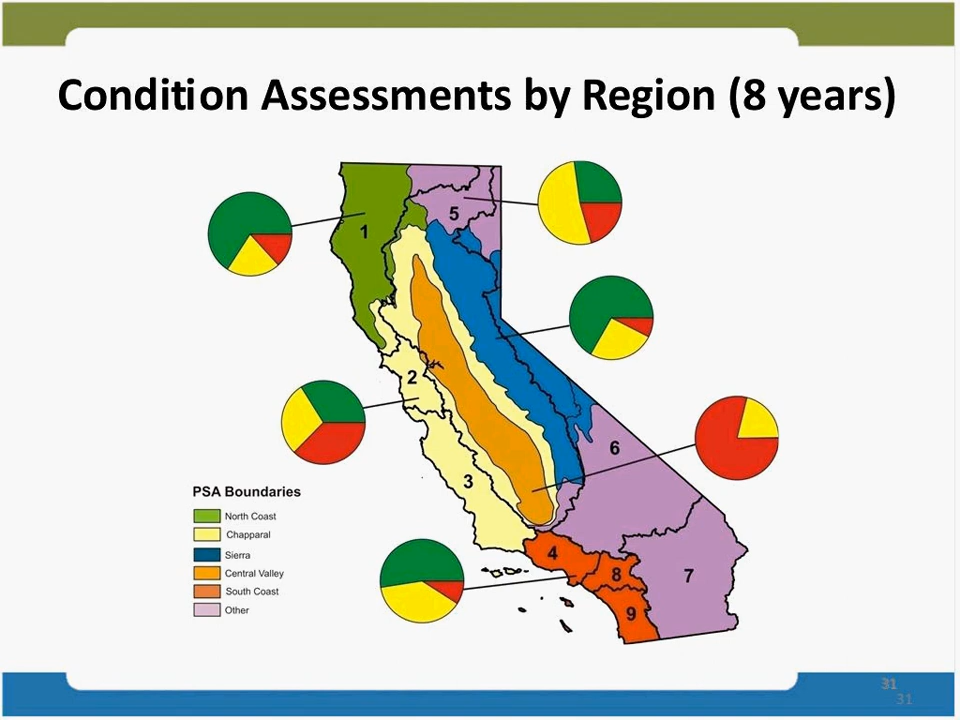 Condition Assessments by Region (8 years)
5
1
2
6
3
PSA Boundaries
North Coast
Chapparal
Sierra
Central Valley
South Coast
Other
4
8
7
9
31
31